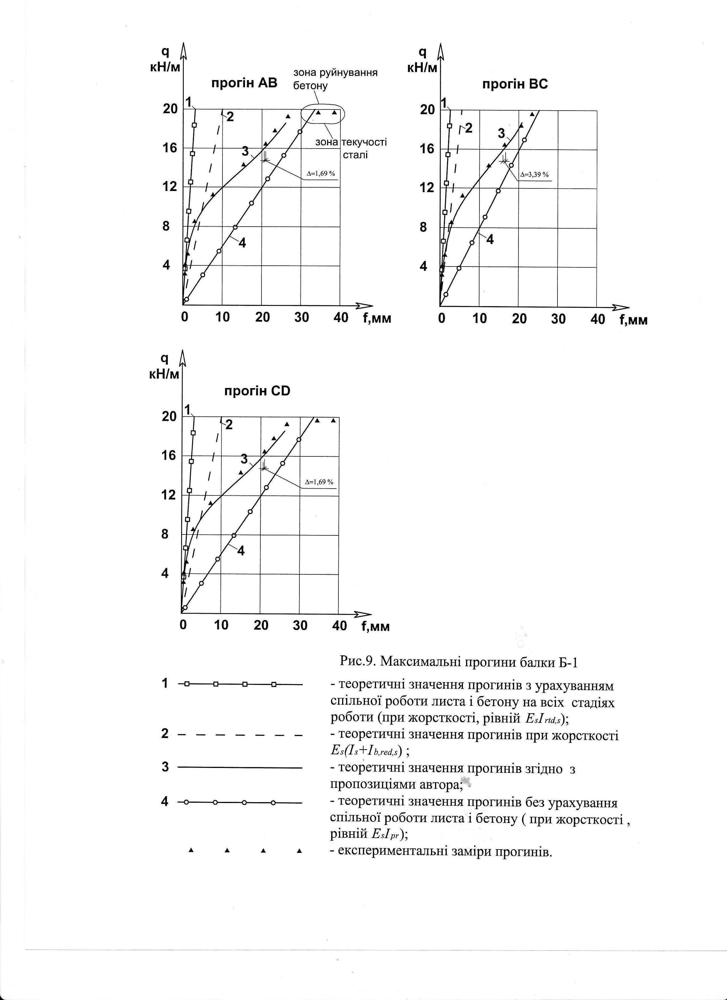 q
кН/м
прогін АВ
зона руйнування
бетону
1
20
2
16
3
зона текучості
сталі
Δ=1,69 %
12
8
4
4
0 10 20 30 40 f,мм
q
кН/м
прогін ВС
1
20
2
3
16
Δ=3,39 %
12
8
4
4
0 10 20 30 40 f,мм
q
кН/м
прогін CD
1
20
2
16
3
Δ=1,69 %
12
8
4
4
0 10 20 30 40 f,мм
Рис.9. Максимальні прогини балки Б-1
1 - теоретичні значення прогинів з урахуванням
спільної роботи листа і бетону на всіх стадіях
роботи (при жорсткості, рівній EsIrtd,s);
2 - теоретичні значення прогинів при жорсткості
Es(Is+Ib,red,s) ;
3 - теоретичні значення прогинів згідно з
пропозиціями автора;
4 - теоретичні значення прогинів без урахування
спільної роботи листа і бетону ( при жорсткості ,
рівній EsIpr);
- експериментальні заміри прогинів.